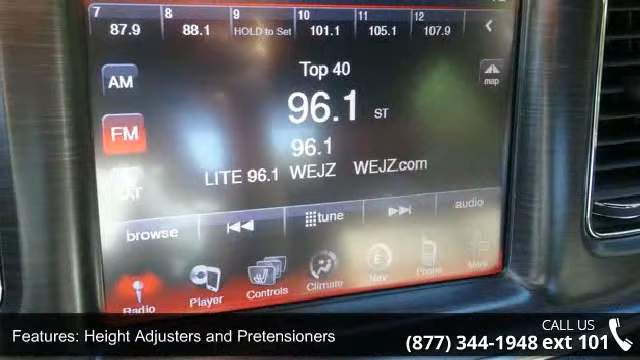 7 8 9 10 11 12
87.9 88.1 HOLD to Set 101.1 105.1 107.9
Top 40
map
AM
96.1 ST
FM
96.1
LITE 96.1 WEJZ WEJZ.com
browse tune audio
Radio Player Controls Climate Nav Phone More
Features: Height Adjusters and Pretensioners
CALL US
(877) 344-1948 ext 101